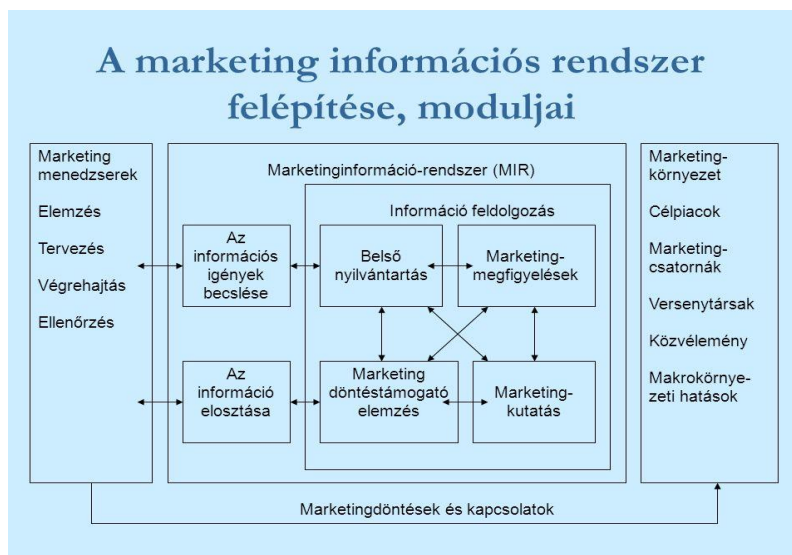 A marketing információs rendszer
felépítése, moduljai
Marketing
menedzserek
Elemzés
Tervezés
Végrehajtás
Ellenőrzés
Marketinginformáció-rendszer (MIR)
Információ feldolgozás
Az
információs
igények
becslése
Belső
nyilvántartás
Marketing-
megfigyelések
Az
információ
elosztása
Marketing
döntéstámogató
elemzés
Marketing-
kutatás
Marketing-
környezet
Célpiacok
Marketing-
csatornák
Versenytársak
Közvélemény
Makrokörnye-
zeti hatások
Marketingdöntések és kapcsolatok